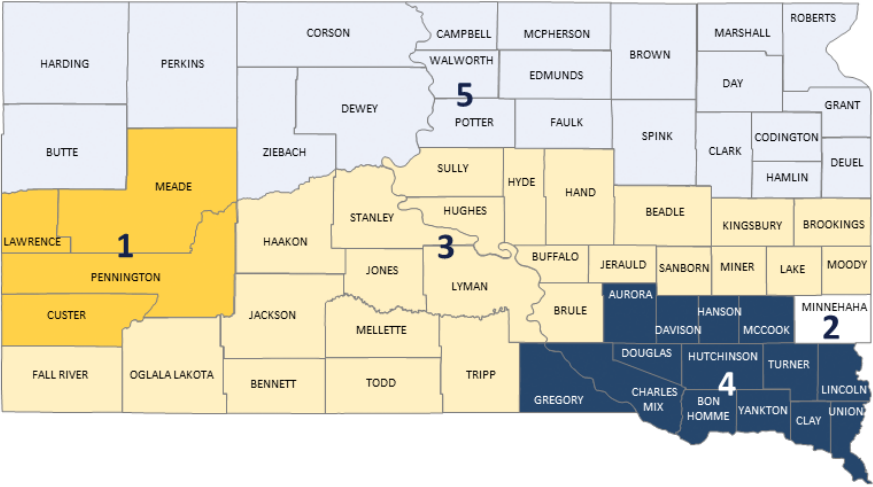 ROBERTS
CORSON
CAMPBELL
MCPHERSON
MARSHALL
HARDING
PERKINS
WALWORTH
BROWN
EDMUNDS
DAY
5
DEWEY
GRANT
POTTER
FAULK
SPINK
CODINGTON
BUTTE
ZIEBACH
CLARK
DEUEL
HAMLIN
SULLY
MEADE
HYDE
HAND
STANLEY
HUGHES
BEADLE
KINGSBURY
BROOKINGS
LAWRENCE
1
HAAKON
3
BUFFALO
JERAULD
SANBORN
MINER
LAKE
MOODY
PENNINGTON
JONES
LYMAN
AURORA
CUSTER
JACKSON
BRULE
HANSON
MINNEHAHA
MELLETTE
DAVISON
MCCOOK
2
DOUGLAS
HUTCHINSON
TURNER
FALL RIVER
OGLALA LAKOTA
BENNETT
TODD
TRIPP
4
LINCOLN
GREGORY
CHARLES
MIX
BON
HOMME
YANKTON
CLAY
UNION